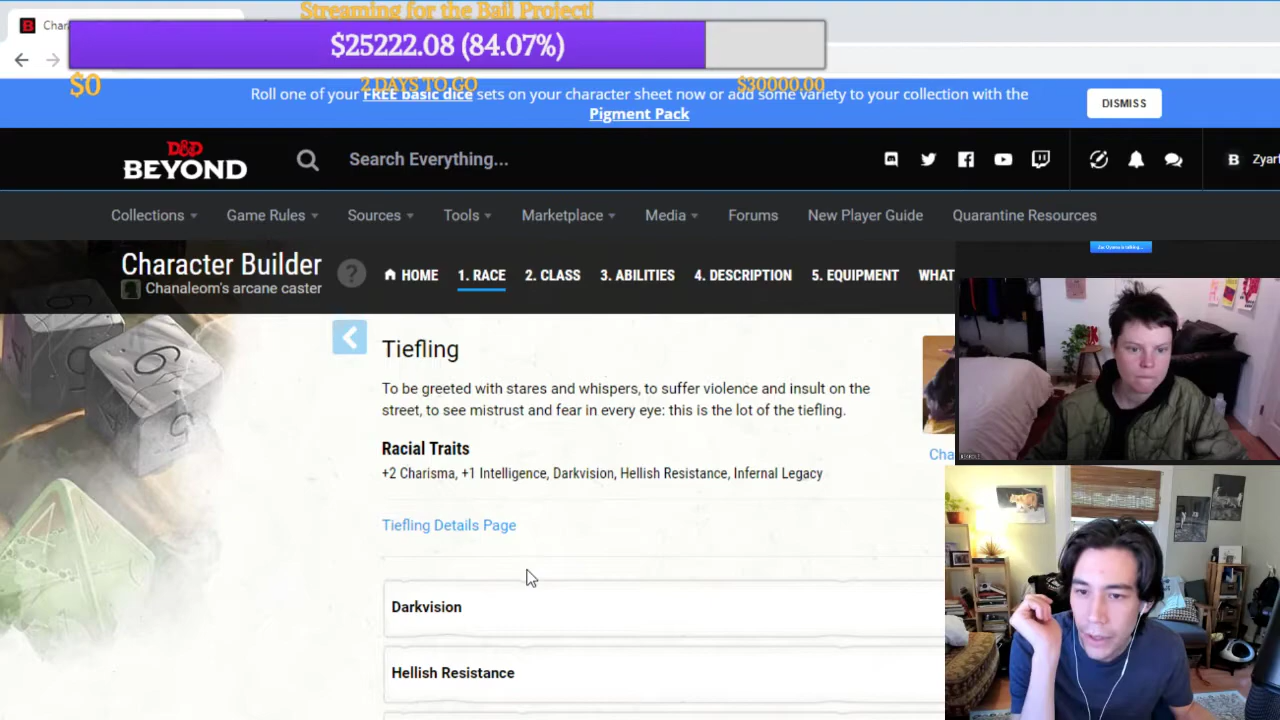 Streaming for the Bail Project!
Char
$25222.08 (84.07%)
$0
2 DAYS TO GO
$30000.00
Roll one of your FREE basic dice sets on your character sheet now or add some variety to your collection with the
Pigment Pack
DISMISS
D&D
BEYOND
Search Everything...
B Zyar
Collections
Game Rules
Sources
Tools
Marketplace
Media
Forums
New Player Guide
Quarantine Resources
Character Builder
Chanaleom's arcane caster
?
HOME
1. RACE
2. CLASS
3. ABILITIES
4. DESCRIPTION
5. EQUIPMENT
WHAT
Tiefling
To be greeted with stares and whispers, to suffer violence and insult on the
street, to see mistrust and fear in every eye: this is the lot of the tiefling.
Racial Traits
+2 Charisma, +1 Intelligence, Darkvision, Hellish Resistance, Infernal Legacy
Cha
Tiefling Details Page
Darkvision
Hellish Resistance